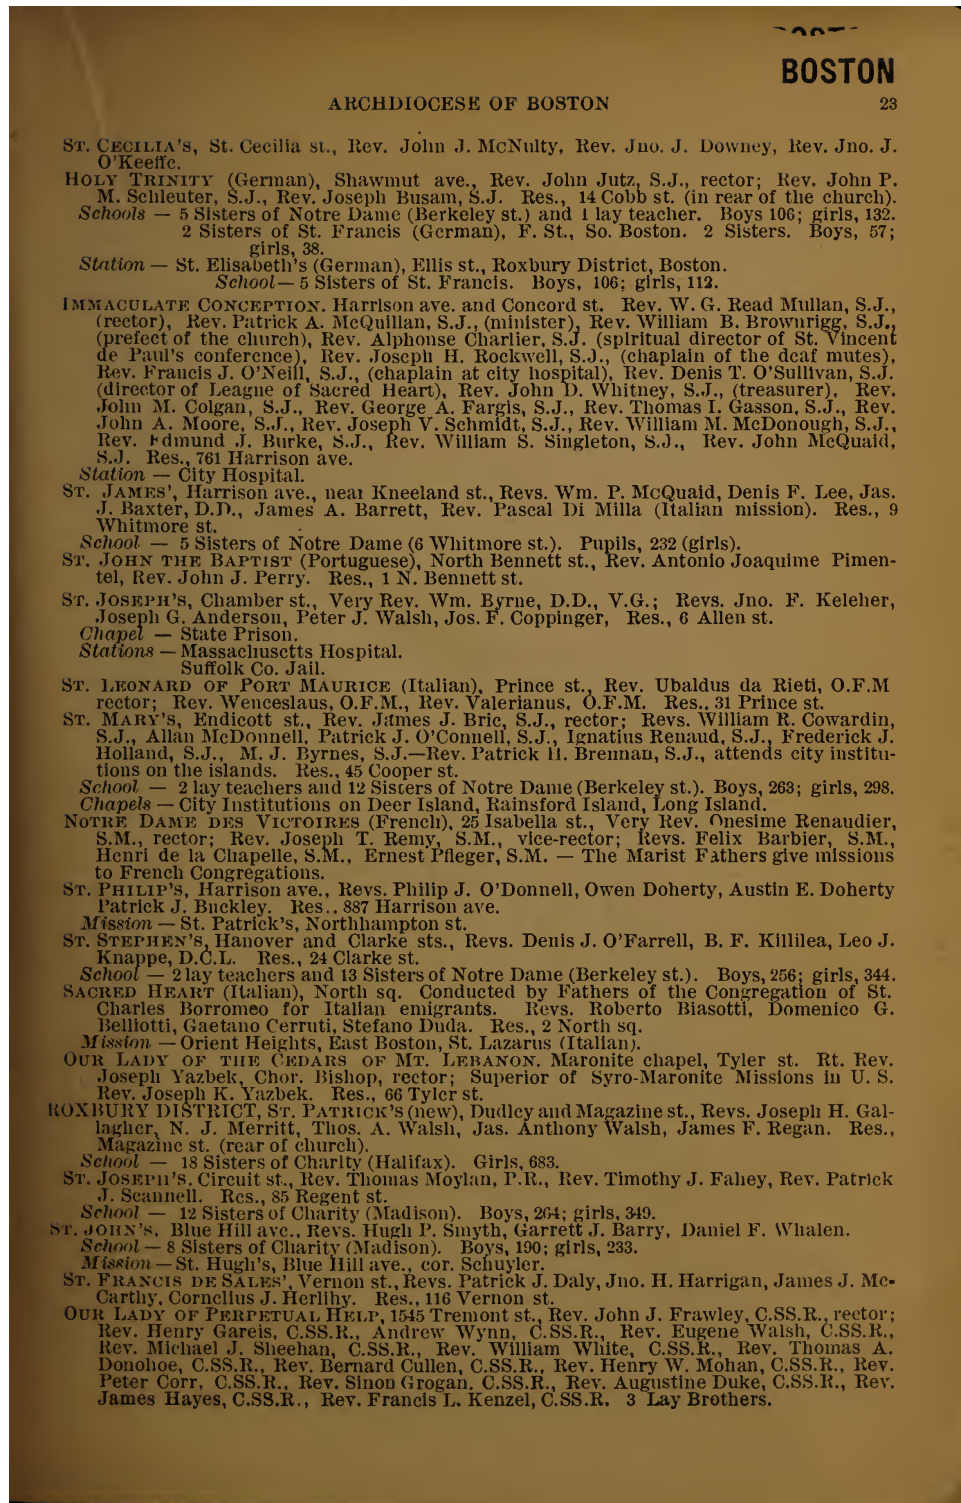 BOSTON
ARCHDIOCESE OF BOSTON 23
ST. CECILIA'S, St. Cecilia st., Rev. John J. McNulty, Rev. Jno. J. Downey, Rev. Jno. J.
O'Keeffe.
HOLY TRINITY (German), Shawmut ave., Rev. John Jutz, S.J., rector; Rev. John P.
M. Schleuter, S.J., Rev. Joseph Busam, S.J. Res., 14 Cobb st. (in rear of the church).
Schools — 5 Sisters of Notre Dame (Berkeley st.) and 1 lay teacher. Boys 106; girls, 132.
2 Sisters of St. Francis (German), F. St., So. Boston. 2 Sisters. Boys, 57;
girls, 38.
Station — St. Elisabeth's (German), Ellis st., Roxbury District, Boston.
School — 5 Sisters of St. Francis. Boys, 106; girls, 112.
IMMACULATE CONCEPTION. Harrison ave. and Concord st. Rev. W. G. Read Mullan, S.J.,
(rector), Rev. Patrick A. McQuillan, S.J., (minister), Rev. William B. Brownrigg, S.J.,
(prefect of the church), Rev. Alphonse Charlier, S.J. (spiritual director of St. Vincent
de Paul's conference), Rev. Joseph H. Rockwell, S.J., (chaplain of the deaf mutes),
Rev. Francis J. O'Neill, S.J., (chaplain at city hospital), Rev. Denis T. O'Sullivan, S.J.
(director of League of Sacred Heart), Rev. John D. Whitney, S.J., (treasurer), Rev.
John M. Colgan, S.J., Rev. George A. Fargis, S.J., Rev. Thomas I. Gasson, S.J., Rev.
John A. Moore, S.J., Rev. Joseph V. Schmidt, S.J., Rev. William M. McDonough, S.J.,
Rev. Edmund J. Burke, S.J., Rev. William S. Singleton, S.J., Rev. John McQuaid,
S.J. Res., 761 Harrison ave.
Station — City Hospital.
ST. JAMES', Harrison ave., near Kneeland st., Revs. Wm. P. McQuaid, Denis F. Lee, Jas.
J. Baxter, D.D., James A. Barrett, Rev. Pascal Di Milla (Italian mission). Res., 9
Whitmore st.
School — 5 Sisters of Notre Dame (6 Whitmore st.). Pupils, 232 (girls).
ST. JOHN THE BAPTIST (Portuguese), North Bennett st., Rev. Antonio Joaquime Pimen-
tel, Rev. John J. Perry. Res., 1 N. Bennett st.
ST. JOSEPH'S, Chamber st., Very Rev. Wm. Byrne, D.D., V.G.; Revs. Jno. F. Keleher,
Joseph G. Anderson, Peter J. Walsh, Jos. F. Coppinger, Res., 6 Allen st.
Chapel — State Prison.
Stations — Massachusetts Hospital.
Suffolk Co. Jail.
ST. LEONARD OF PORT MAURICE (Italian), Prince st., Rev. Ubaldus da Rieti, O.F.M
rector; Rev. Wenceslaus, O.F.M., Rev. Valerianus, O.F.M. Res., 31 Prince st.
ST. MARY'S, Endicott st., Rev. James J. Bric, S.J., rector; Revs. William R. Cowardin,
S.J., Allan McDonnell, Patrick J. O'Connell, S.J., Ignatius Renaud, S.J., Frederick J.
Holland, S.J., M. J. Byrnes, S.J.—Rev. Patrick H. Brennan, S.J., attends city institu-
tions on the islands. Res., 45 Cooper st.
School — 2 lay teachers and 12 Sisters of Notre Dame (Berkeley st.). Boys, 263; girls, 298.
Chapels — City Institutions on Deer Island, Rainsford Island, Long Island.
NOTRE DAME DES VICTOIRES (French), 25 Isabella st., Very Rev. Onesime Renaudier,
S.M., rector; Rev. Joseph T. Remy, S.M., vice-rector; Revs. Felix Barbier, S.M.,
Henri de la Chapelle, S.M., Ernest Pfleger, S.M. — The Marist Fathers give missions
to French Congregations.
ST. PHILIP'S, Harrison ave., Revs. Philip J. O'Donnell, Owen Doherty, Austin E. Doherty
Patrick J. Buckley. Res., 887 Harrison ave.
Mission — St. Patrick's, Northhampton st.
ST. STEPHEN'S, Hanover and Clarke sts., Revs. Denis J. O'Farrell, B. F. Killilea, Leo J.
Knappe, D.C.L. Res., 24 Clarke st.
School — 2 lay teachers and 13 Sisters of Notre Dame (Berkeley st.). Boys, 256; girls, 344.
SACRED HEART (Italian), North sq. Conducted by Fathers of the Congregation of St.
Charles Borromeo for Italian emigrants. Revs. Roberto Biasotti, Domenico G.
Belliotti, Gaetano Cerruti, Stefano Duda. Res., 2 North sq.
Mission — Orient Heights, East Boston, St. Lazarus (Italian).
OUR LADY OF THE CEDARS OF MT. LEBANON. Maronite chapel, Tyler st. Rt. Rev.
Joseph Yazbek, Chor. Bishop, rector; Superior of Syro-Maronite Missions in U. S.
Rev. Joseph K. Yazbek. Res., 66 Tyler st.
ROXBURY DISTRICT, ST. PATRICK'S (new), Dudley and Magazine st., Revs. Joseph H. Gal-
lagher, N. J. Merritt, Thos. A. Walsh, Jas. Anthony Walsh, James F. Regan. Res.,
Magazine st. (rear of church).
School — 18 Sisters of Charity (Halifax). Girls, 683.
ST. JOSEPH'S. Circuit st., Rev. Thomas Moylan, P.R., Rev. Timothy J. Fahey, Rev. Patrick
J. Scannell. Res., 85 Regent st.
School — 12 Sisters of Charity (Madison). Boys, 264; girls, 349.
ST. JOHN'S, Blue Hill ave., Revs. Hugh P. Smyth, Garrett J. Barry, Daniel F. Whalen.
School — 8 Sisters of Charity (Madison). Boys, 190; girls, 233.
Mission — St. Hugh's, Blue Hill ave., cor. Schuyler.
ST. FRANCIS DE SALES', Vernon st., Revs. Patrick J. Daly, Jno. H. Harrigan, James J. Mc-
Carthy, Cornelius J. Herlihy. Res., 116 Vernon st.
OUR LADY OF PERPETUAL HELP, 1545 Tremont st., Rev. John J. Frawley, C.SS.R., rector;
Rev. Henry Gareis, C.SS.R., Andrew Wynn, C.SS.R., Rev. Eugene Walsh, C.SS.R.,
Rev. Michael J. Sheehan, C.SS.R., Rev. William White, C.SS.R., Rev. Thomas A.
Donohoe, C.SS.R., Rev. Bernard Cullen, C.SS.R., Rev. Henry W. Mohan, C.SS.R., Rev.
Peter Corr, C.SS.R., Rev. Sinon Grogan, C.SS.R., Rev. Augustine Duke, C.SS.R., Rev.
James Hayes, C.SS.R., Rev. Francis L. Kenzel, C.SS.R. 3 Lay Brothers.